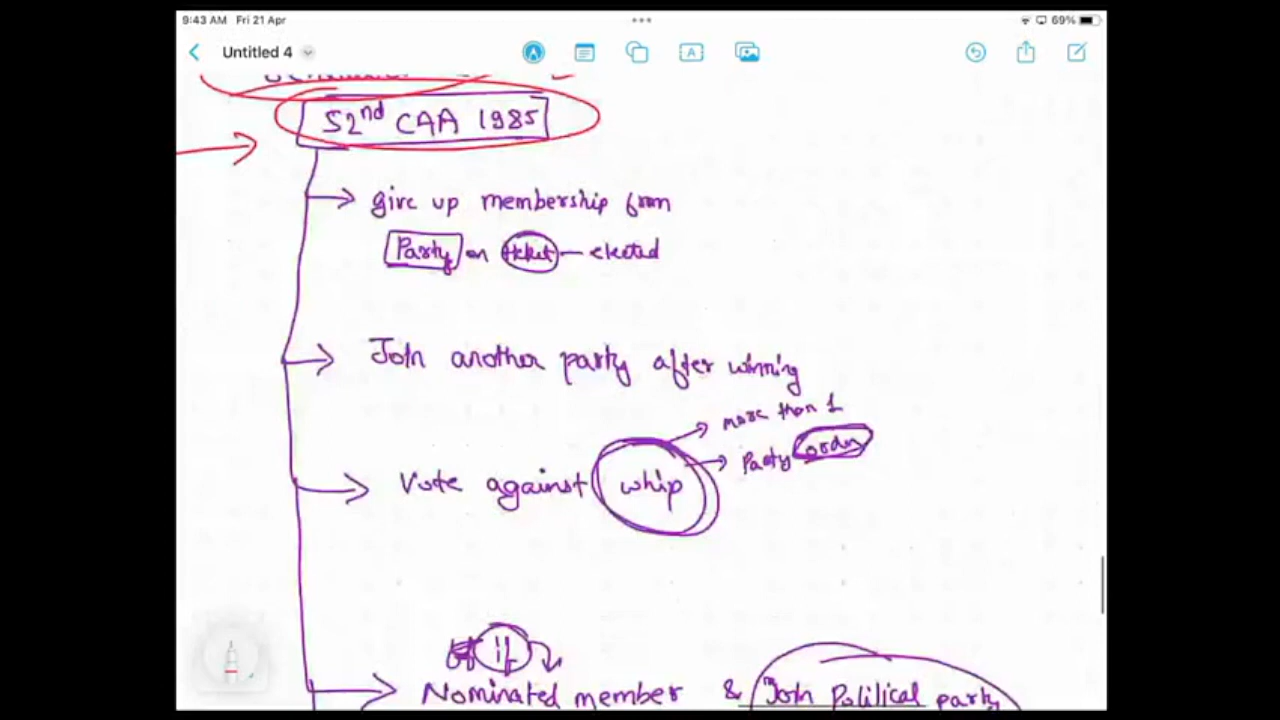 9:43 AM Fri 21 Apr
69%
Untitled 4
52nd CAA 1985
give up membership from
Party on ticket — elected
Join another party after winning
more than 1
Party order
Vote against whip
if
Nominated member & Join Political party